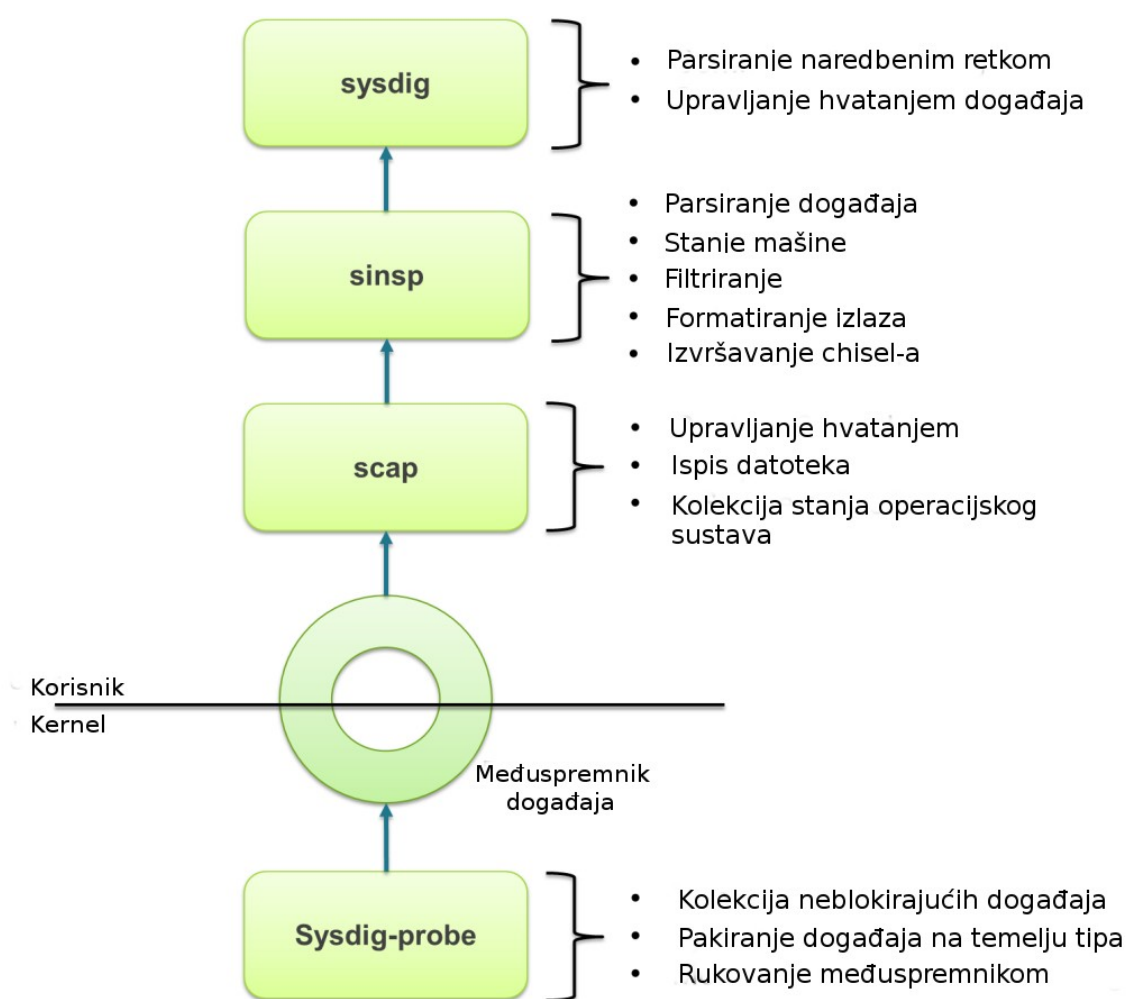 sysdig
• Parsiranje naredbenim retkom
• Upravljanje hvatanjem događaja
sinsp
• Parsiranje događaja
• Stanje mašine
• Filtriranje
• Formatiranje izlaza
• Izvršavanje chisel-a
scap
• Upravljanje hvatanjem
• Ispis datoteka
• Kolekcija stanja operacijskog
sustava
Korisnik
Kernel
Međuspremnik
događaja
Sysdig-probe
• Kolekcija neblokirajućih događaja
• Pakiranje događaja na temelju tipa
• Rukovanje međuspremnikom